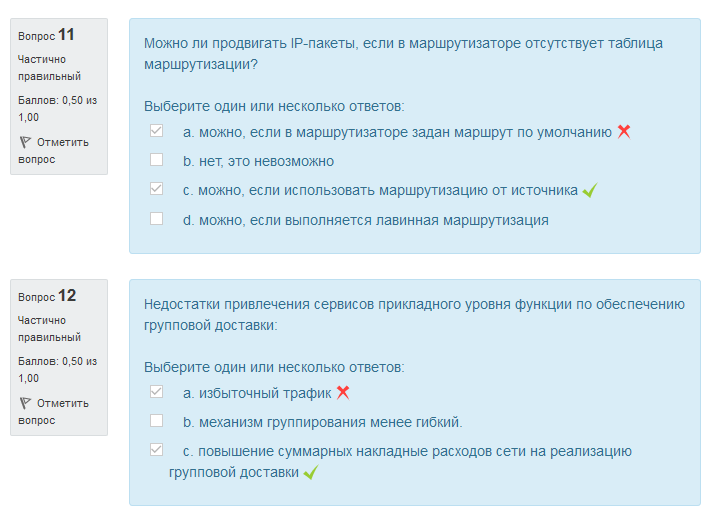 Вопрос 11
Частично
правильный
Баллов: 0,50 из
1,00
Отметить
вопрос
Можно ли продвигать IP-пакеты, если в маршрутизаторе отсутствует таблица
маршрутизации?
Выберите один или несколько ответов:
a. можно, если в маршрутизаторе задан маршрут по умолчанию
b. нет, это невозможно
c. можно, если использовать маршрутизацию от источника
d. можно, если выполняется лавинная маршрутизация
Вопрос 12
Частично
правильный
Баллов: 0,50 из
1,00
Отметить
вопрос
Недостатки привлечения сервисов прикладного уровня функции по обеспечению
групповой доставки:
Выберите один или несколько ответов:
a. избыточный трафик
b. механизм группирования менее гибкий.
c. повышение суммарных накладные расходов сети на реализацию
групповой доставки